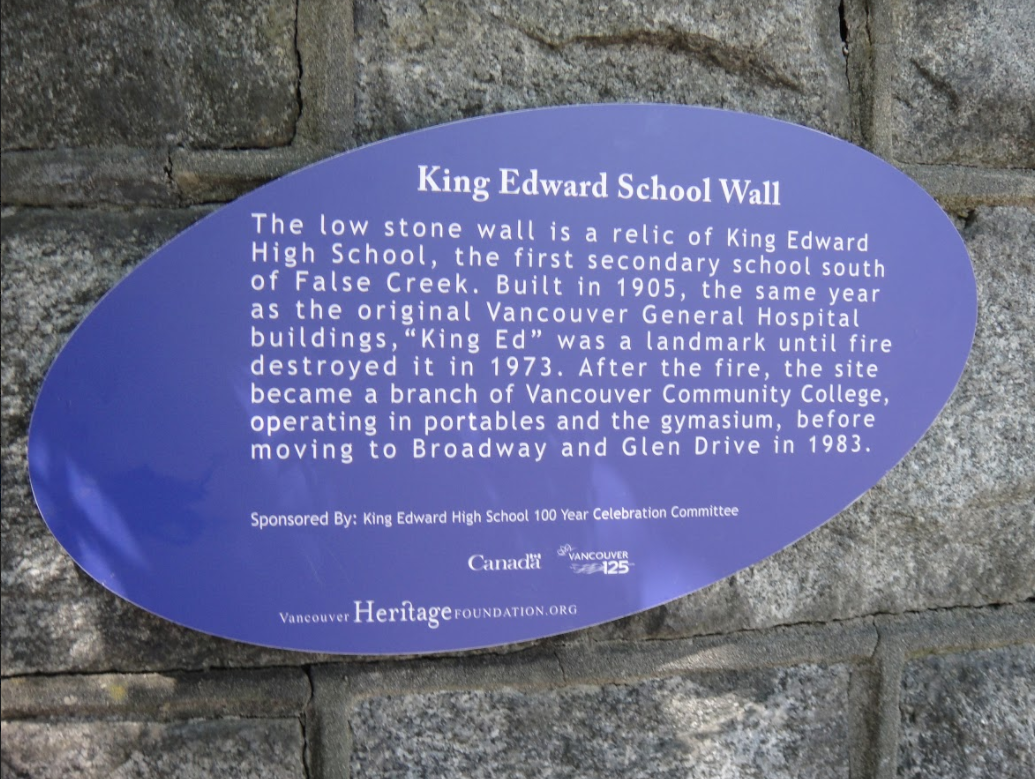 King Edward School Wall
The low stone wall is a relic of King Edward
High School, the first secondary school south
of False Creek. Built in 1905, the same year
as the original Vancouver General Hospital
buildings, “King Ed” was a landmark until fire
destroyed it in 1973. After the fire, the site
became a branch of Vancouver Community College,
operating in portables and the gymasium, before
moving to Broadway and Glen Drive in 1983.
Sponsored By: King Edward High School 100 Year Celebration Committee
Canada VANCOUVER
125
Vancouver Heritage FOUNDATION.ORG